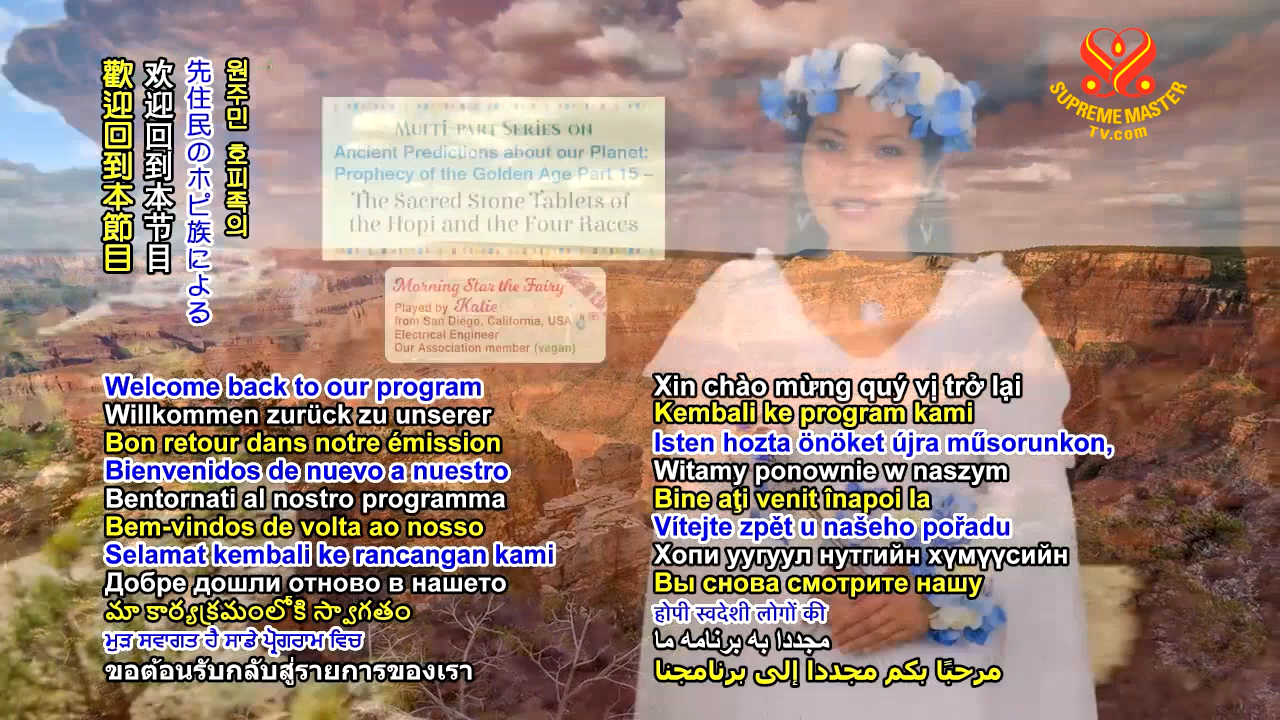 歡迎回到本節目
欢迎回到本节目
先住民のホピ族による
원주민 호피족의
MULTI-PART SERIES ON
Ancient Predictions about our Planet:
Prophecy of the Golden Age Part 15 –
The Sacred Stone Tablets of
the Hopi and the Four Races
Morning Star the Fairy
Played by Katie
from San Diego, California, USA
Electrical Engineer
Our Association member (vegan)
SUPREME MASTER
TV.com
Welcome back to our program
Willkommen zurück zu unserer
Bon retour dans notre émission
Bienvenidos de nuevo a nuestro
Bentornati al nostro programma
Bem-vindos de volta ao nosso
Selamat kembali ke rancangan kami
Добре дошли отново в нашето
మా కార్యక్రమంలోకి స్వాగతం
ਮੁੜ ਸਵਾਗਤ ਹੈ ਸਾਡੇ ਪ੍ਰੋਗਰਾਮ ਵਿਚ
ขอต้อนรับกลับสู่รายการของเรา
Xin chào mừng quý vị trở lại
Kembali ke program kami
Isten hozta önöket újra műsorunkon,
Witamy ponownie w naszym
Bine aţi venit înapoi la
Vítejte zpět u našeho pořadu
Хопи уугуул нутгийн хүмүүсийн
Вы снова смотрите нашу
होपी स्वदेशी लोगों की
مجددا به برنامه ما
مرحبًا بكم مجددا إلى برنامجنا